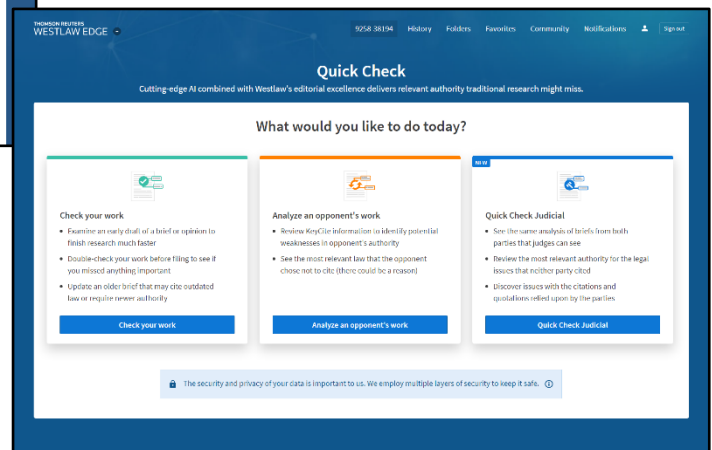 THOMSON REUTERS
WESTLAW EDGE
9258 38194 History Folders Favorites Community Notifications Sign out
Quick Check
Cutting-edge AI combined with Westlaw's editorial excellence delivers relevant authority traditional research might miss.
What would you like to do today?
Check your work
• Examine an early draft of a brief or opinion to
finish research much faster
• Double-check your work before filing to see if
you missed anything important
• Update an older brief that may cite outdated
law or require newer authority
Check your work
Analyze an opponent's work
• Review KeyCite information to identify potential
weaknesses in opponent's authority
• See the most relevant law that the opponent
chose not to cite (there could be a reason)
Analyze an opponent's work
NEW
Quick Check Judicial
• See the same analysis of briefs from both
parties that judges can see
• Review the most relevant authority for the legal
issues that neither party cited
• Discover issues with the citations and
quotations relied upon by the parties
Quick Check Judicial
The security and privacy of your data is important to us. We employ multiple layers of security to keep it safe.